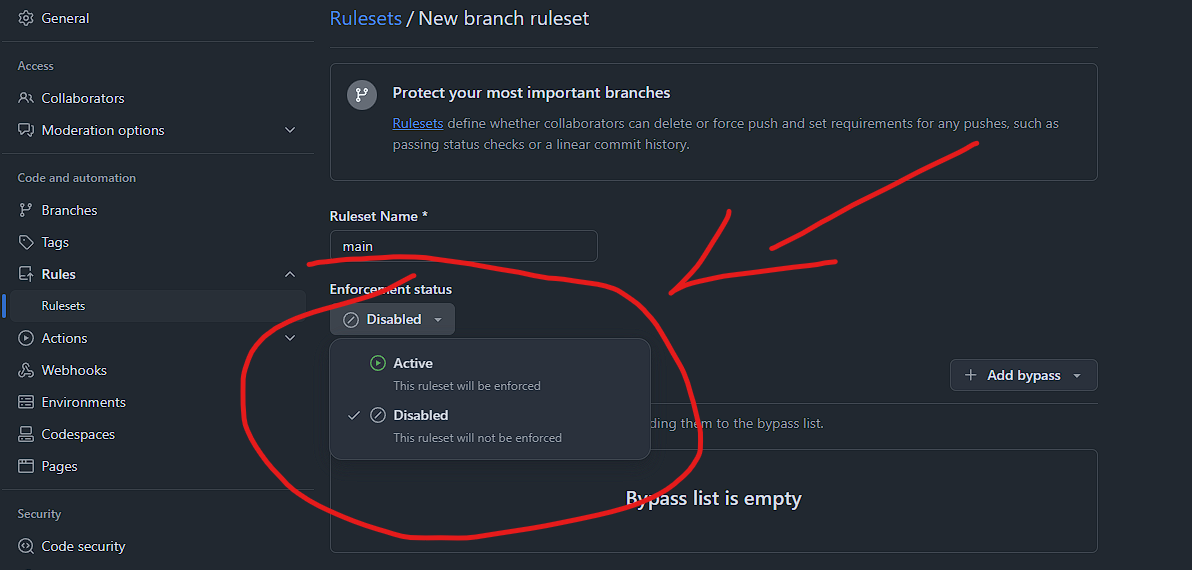 General
Access
Collaborators
Moderation options
Code and automation
Branches
Tags
Rules
Rulesets
Actions
Webhooks
Environments
Codespaces
Pages
Security
Code security
Rulesets / New branch ruleset
Protect your most important branches
Rulesets define whether collaborators can delete or force push and set requirements for any pushes, such as
passing status checks or a linear commit history.
Ruleset Name *
main
Enforcement status
Disabled
Active
This ruleset will be enforced
Disabled
This ruleset will not be enforced
Add bypass
them to the bypass list.
Bypass list is empty